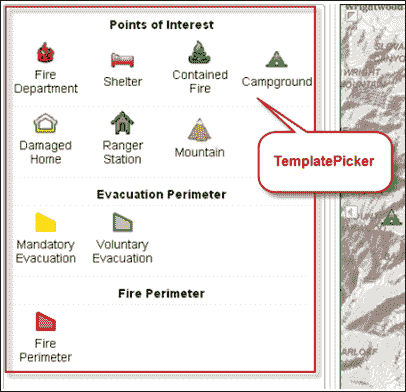 Points of Interest
Fire Department
Shelter
Contained Fire
Campground
Damaged Home
Ranger Station
Mountain
Evacuation Perimeter
Mandatory Evacuation
Voluntary Evacuation
Fire Perimeter
Fire Perimeter
TemplatePicker
Wrightwood
WRIGHT